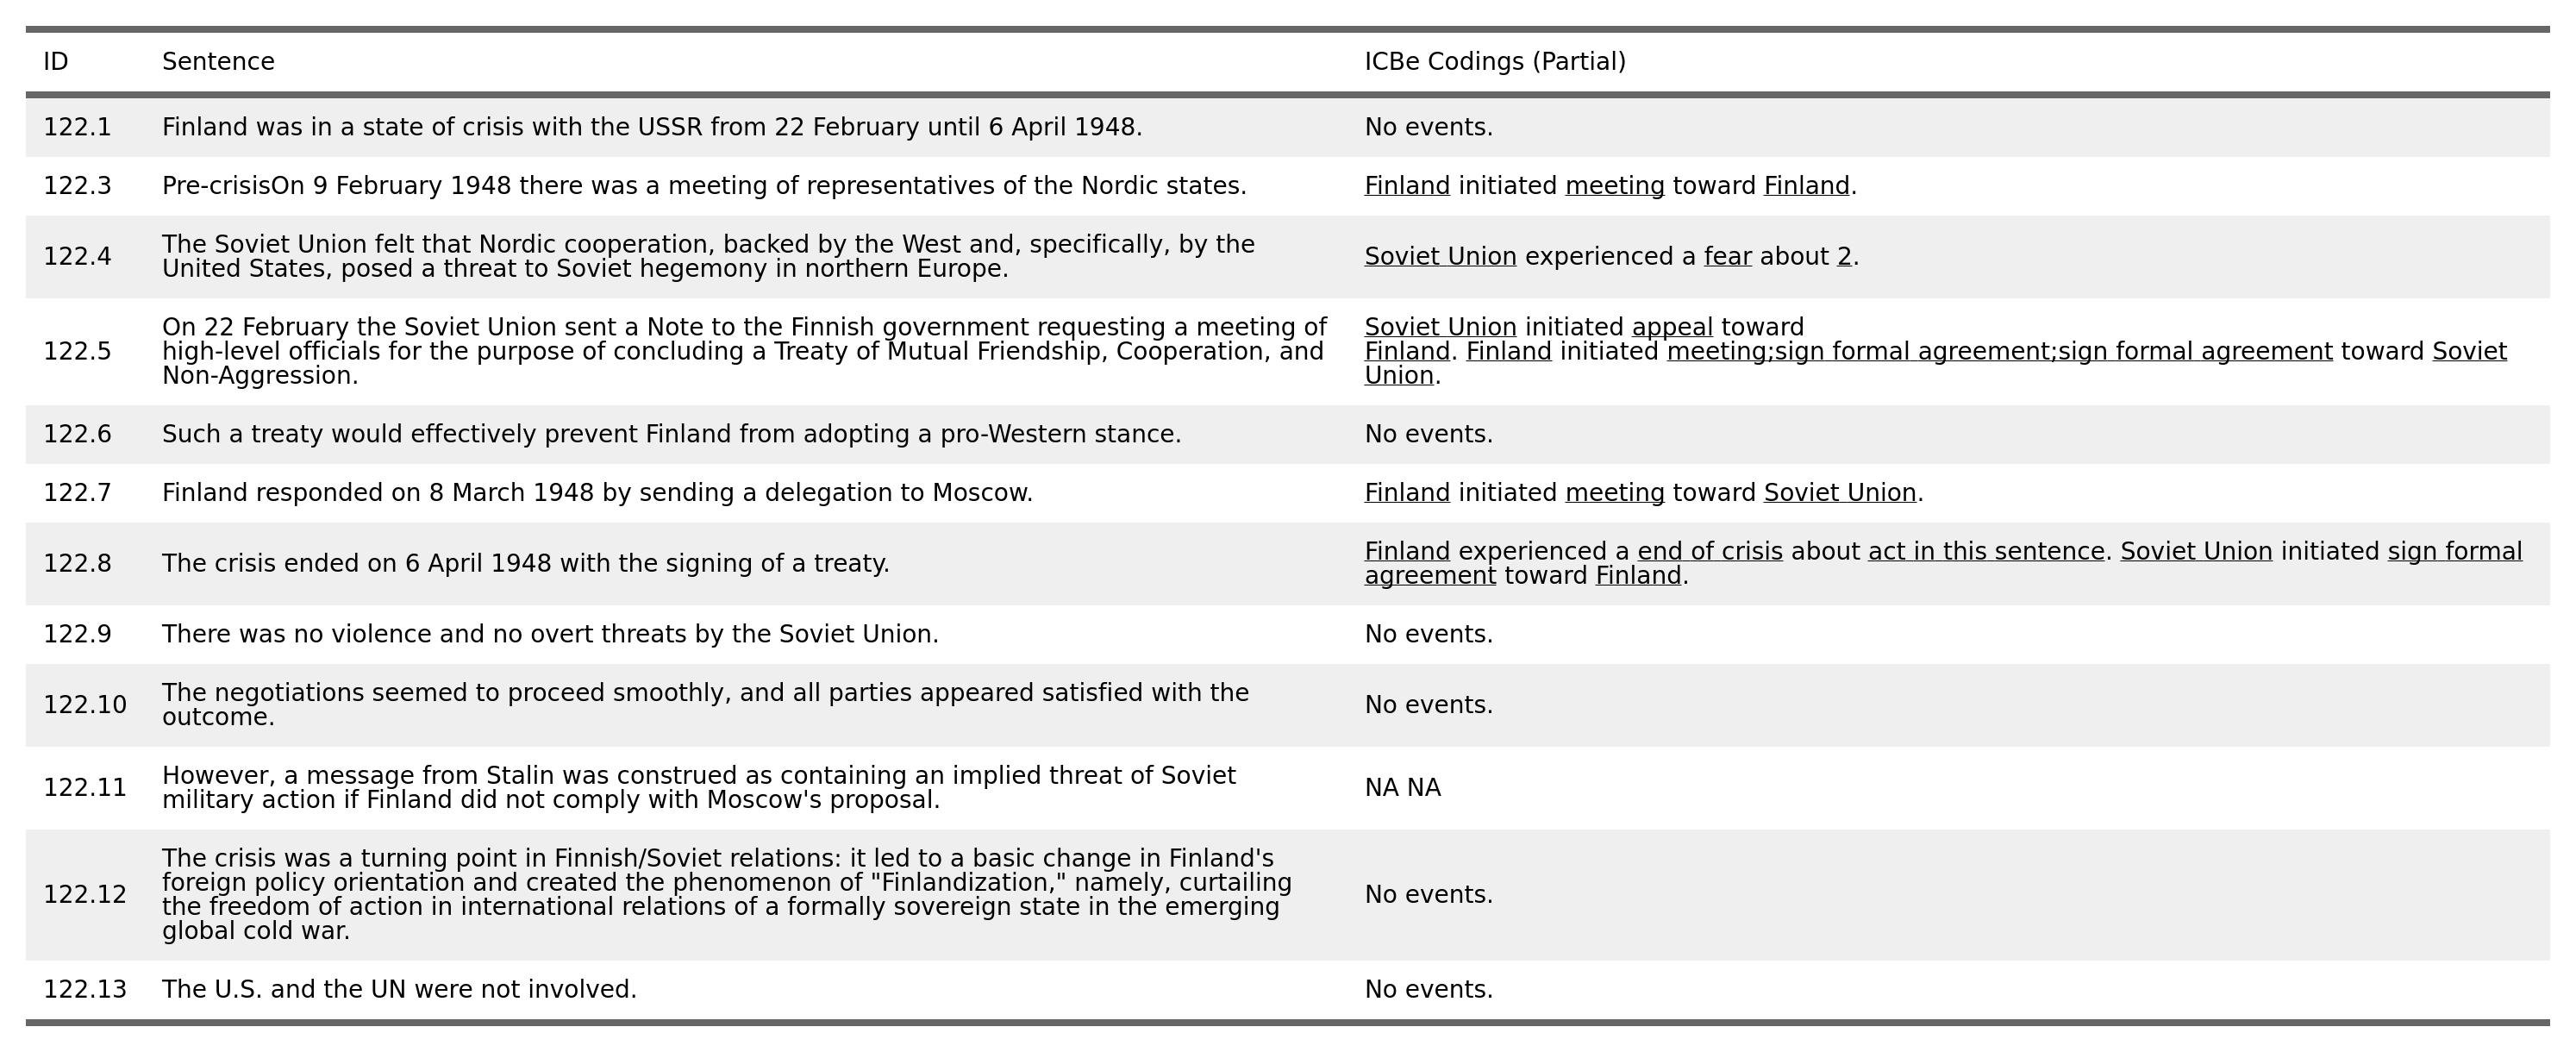 ID Sentence ICBe Codings (Partial)
122.1 Finland was in a state of crisis with the USSR from 22 February until 6 April 1948. No events.
122.3 Pre-crisisOn 9 February 1948 there was a meeting of representatives of the Nordic states. Finland initiated meeting toward Finland.
122.4 The Soviet Union felt that Nordic cooperation, backed by the West and, specifically, by the
United States, posed a threat to Soviet hegemony in northern Europe.
Soviet Union experienced a fear about 2.
122.5 On 22 February the Soviet Union sent a Note to the Finnish government requesting a meeting of
high-level officials for the purpose of concluding a Treaty of Mutual Friendship, Cooperation, and
Non-Aggression.
Soviet Union initiated appeal toward
Finland. Finland initiated meeting;sign formal agreement;sign formal agreement toward Soviet
Union.
122.6 Such a treaty would effectively prevent Finland from adopting a pro-Western stance. No events.
122.7 Finland responded on 8 March 1948 by sending a delegation to Moscow. Finland initiated meeting toward Soviet Union.
122.8 The crisis ended on 6 April 1948 with the signing of a treaty.
Finland experienced a end of crisis about act in this sentence. Soviet Union initiated sign formal
agreement toward Finland.
122.9 There was no violence and no overt threats by the Soviet Union. No events.
122.10 The negotiations seemed to proceed smoothly, and all parties appeared satisfied with the
outcome.
No events.
122.11 However, a message from Stalin was construed as containing an implied threat of Soviet
military action if Finland did not comply with Moscow's proposal.
NA NA
122.12 The crisis was a turning point in Finnish/Soviet relations: it led to a basic change in Finland's
foreign policy orientation and created the phenomenon of "Finlandization," namely, curtailing
the freedom of action in international relations of a formally sovereign state in the emerging
global cold war.
No events.
122.13 The U.S. and the UN were not involved. No events.